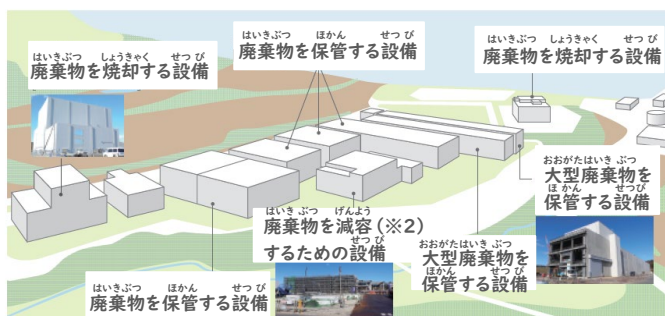 はいきぶつ しょうきゃく せつび
廃棄物を焼却する設備
はいきぶつ ほかん せつび
廃棄物を保管する設備
はいきぶつ しょうきゃく せつび
廃棄物を焼却する設備
おおがたはいきぶつ
大型廃棄物を
ほかん せつび
保管する設備
はいきぶつ げんよう
廃棄物を減容(※2)
せつび
するための設備
おおがたはいきぶつ
大型廃棄物を
ほかん せつび
保管する設備
はいきぶつ ほかん せつび
廃棄物を保管する設備